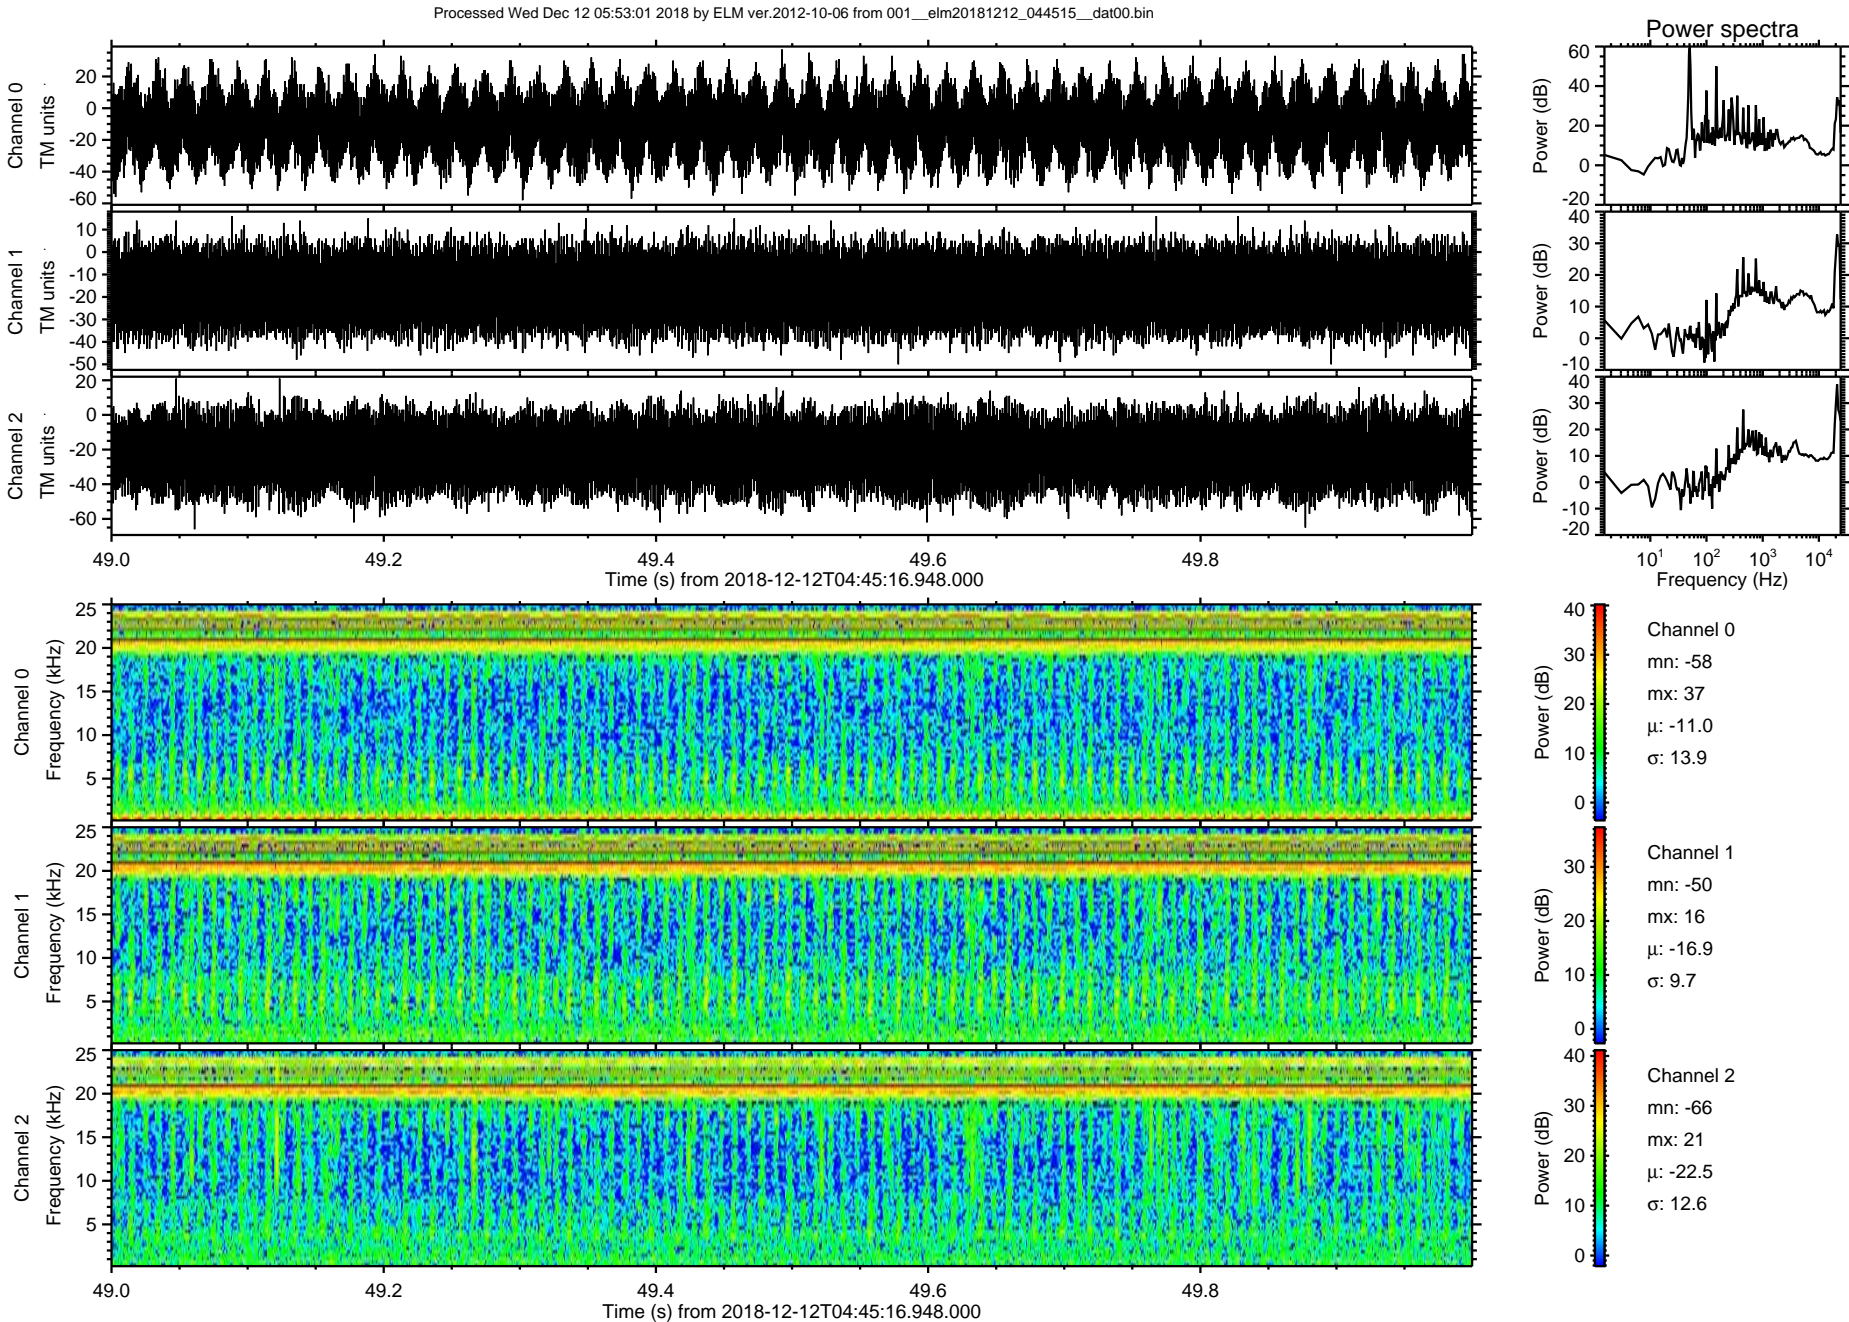 Processed Wed Dec 12 05:53:01 2018 by ELM ver.2012-10-06 from 001__elm20181212_044515__dat00.bin
Power spectra
Channel 0
TM units
20
0
-20
-40
-60
Power (dB)
60
40
20
0
-20
Channel 1
TM units
10
0
-10
-20
-30
-40
-50
Power (dB)
40
30
20
10
0
-10
Channel 2
TM units
20
0
-20
-40
-60
Power (dB)
40
30
20
10
0
-10
-20
49.0 49.2 49.4 49.6 49.8
Time (s) from 2018-12-12T04:45:16.948.000
10^1 10^2 10^3 10^4
Frequency (Hz)
Channel 0
Frequency (kHz)
25
20
15
10
5
Power (dB)
40
30
20
10
0
Channel 0
mn: -58
mx: 37
μ: -11.0
σ: 13.9
Channel 1
Frequency (kHz)
25
20
15
10
5
Power (dB)
30
20
10
0
Channel 1
mn: -50
mx: 16
μ: -16.9
σ: 9.7
Channel 2
Frequency (kHz)
25
20
15
10
5
Power (dB)
40
30
20
10
0
Channel 2
mn: -66
mx: 21
μ: -22.5
σ: 12.6
49.0 49.2 49.4 49.6 49.8
Time (s) from 2018-12-12T04:45:16.948.000